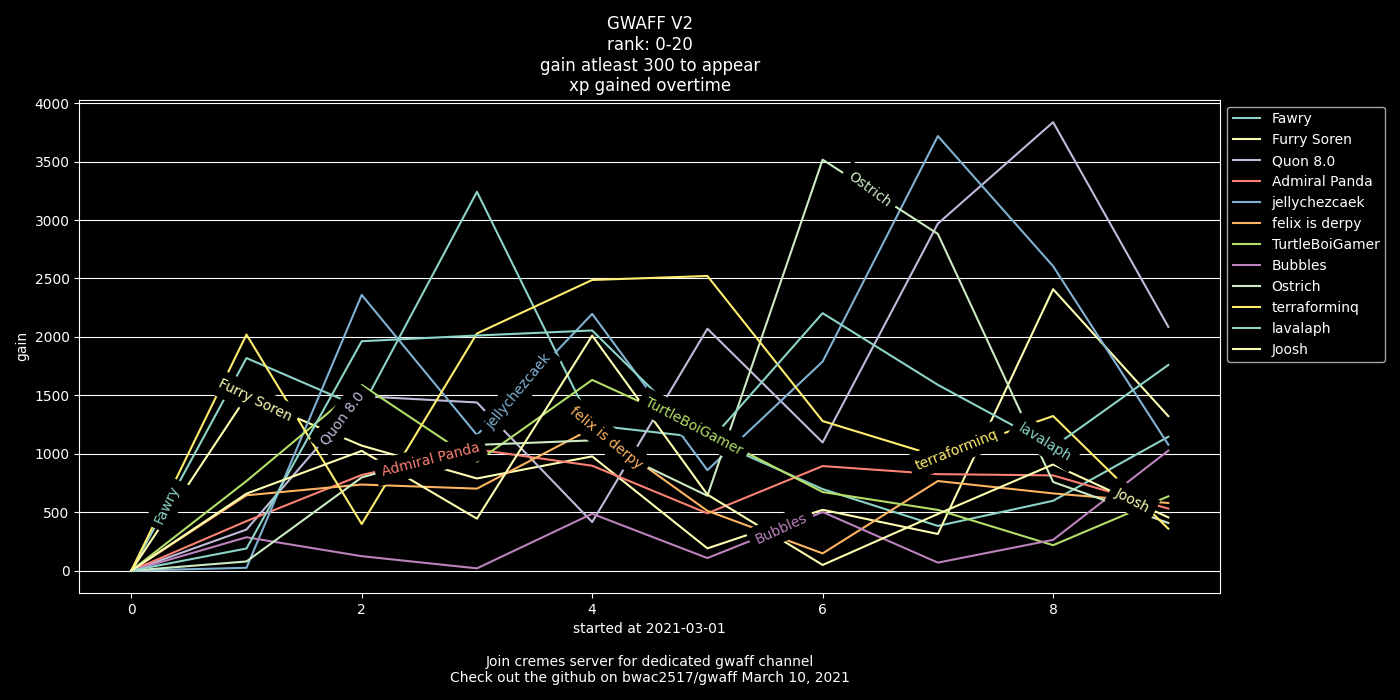 GWAFF V2
rank: 0-20
gain atleast 300 to appear
xp gained overtime
4000
3500
3000
2500
2000
1500
1000
500
0
gain
Fawry
Furry Soren
Quon 8.0
Admiral Panda
jellychezcaek
felix is derpy
TurtleBoiGamer
Bubbles
Ostrich
terraforminq
lavalaph
Joosh
0
2
4
6
8
Fawry
Furry Soren
Quon 8.0
Admiral Panda
jellychezcaek
felix is derpy
TurtleBoiGamer
Bubbles
Ostrich
terraforminq
lavalaph
Joosh
started at 2021-03-01
Join cremes server for dedicated gwaff channel
Check out the github on bwac2517/gwaff March 10, 2021